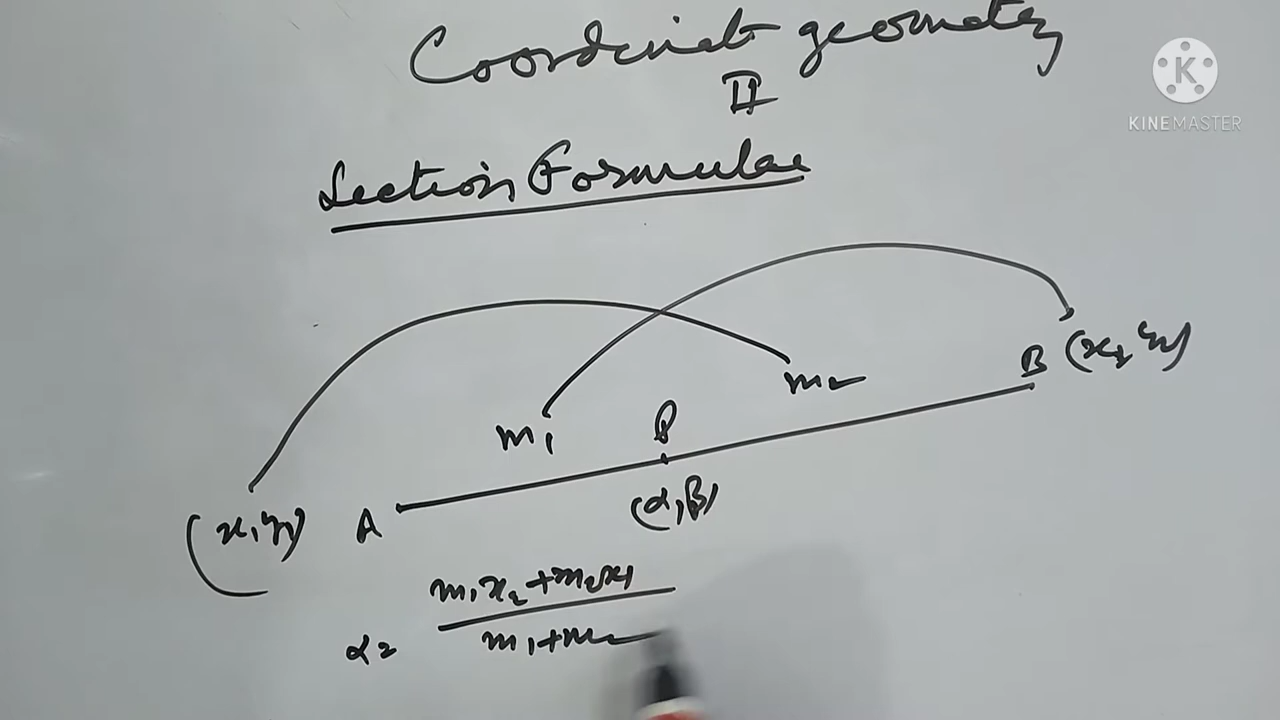 Coordinate geometry
II
KINEMASTER
Section Formulae
m₂
B (x₂, y₂)
m₁
P
(x₁, y₁) A
(α, β)
α = m₁x₂ + m₂x₁ / m₁ + m₂